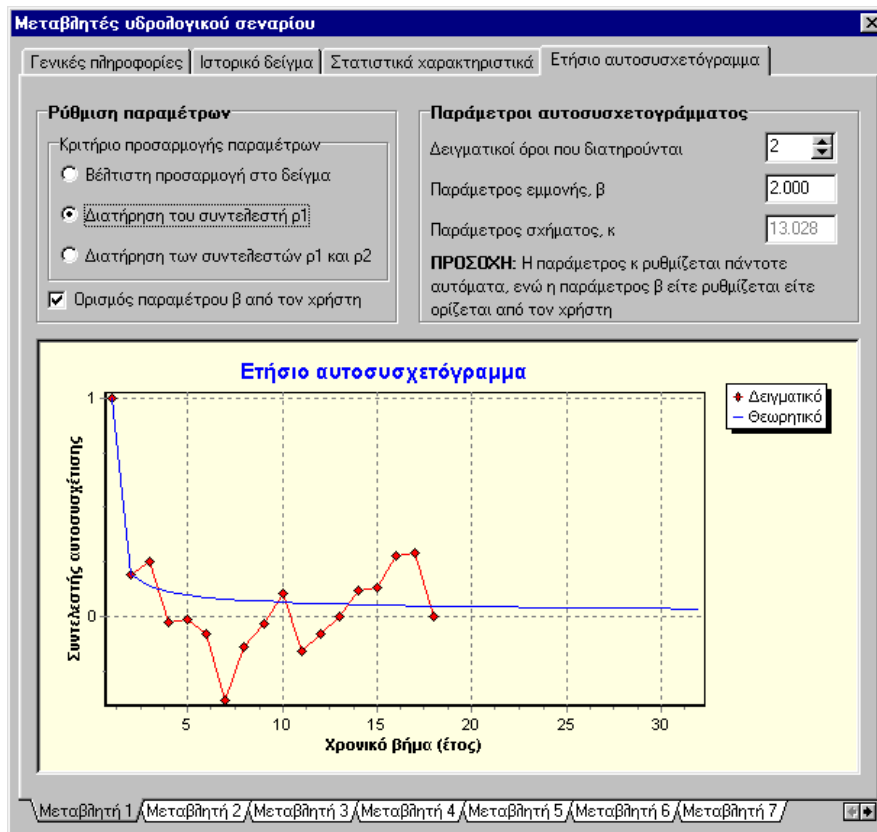 Μεταβλητές υδρολογικού σεναρίου
Γενικές πληροφορίες
Ιστορικό δείγμα
Στατιστικά χαρακτηριστικά
Ετήσιο αυτοσυσχετόγραμμα
Ρύθμιση παραμέτρων
Κριτήριο προσαρμογής παραμέτρων
Βέλτιστη προσαρμογή στο δείγμα
Διατήρηση του συντελεστή ρ1
Διατήρηση των συντελεστών ρ1 και ρ2
Ορισμός παραμέτρου β από τον χρήστη
Παράμετροι αυτοσυσχετογράμματος
Δειγματικοί όροι που διατηρούνται 2
Παράμετρος εμμονής, β 2.000
Παράμετρος σχήματος, κ 13.028
ΠΡΟΣΟΧΗ: Η παράμετρος κ ρυθμίζεται πάντοτε
αυτόματα, ενώ η παράμετρος β είτε ρυθμίζεται είτε
ορίζεται από τον χρήστη
Ετήσιο αυτοσυσχετόγραμμα
Συντελεστής αυτοσυσχέτισης
1
0
Δειγματικό
Θεωρητικό
5 10 15 20 25 30
Χρονικό βήμα (έτος)
Μεταβλητή 1
Μεταβλητή 2
Μεταβλητή 3
Μεταβλητή 4
Μεταβλητή 5
Μεταβλητή 6
Μεταβλητή 7